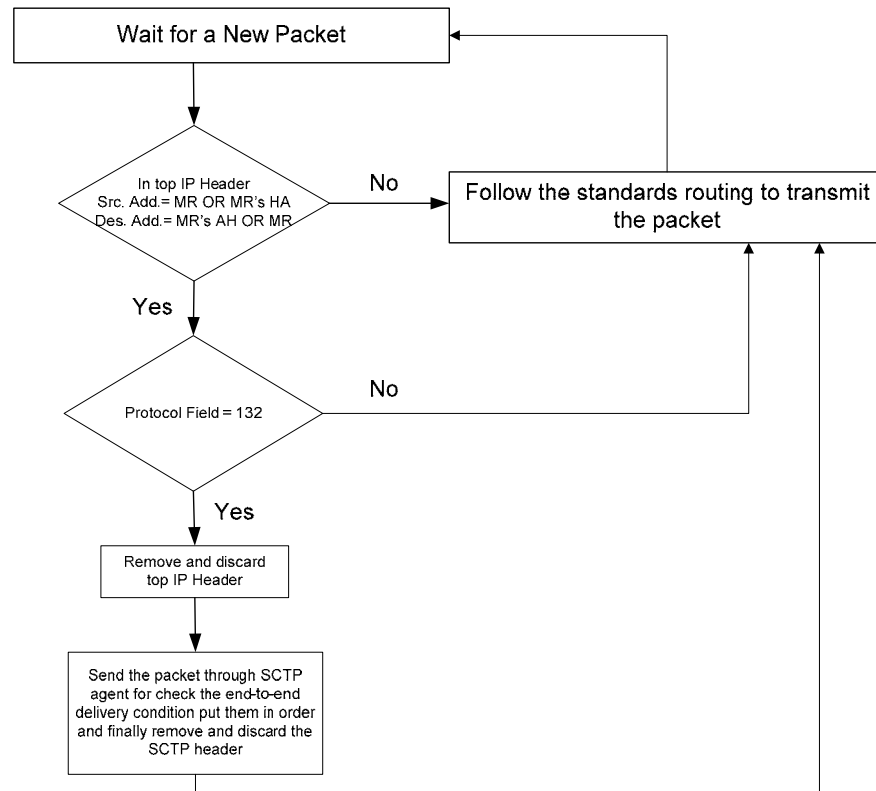 Wait for a New Packet
In top IP Header
Src. Add.= MR OR MR's HA
Des. Add.= MR's AH OR MR
No
Follow the standards routing to transmit
the packet
Yes
Protocol Field = 132
No
Yes
Remove and discard
top IP Header
Send the packet through SCTP
agent for check the end-to-end
delivery condition put them in order
and finally remove and discard the
SCTP header